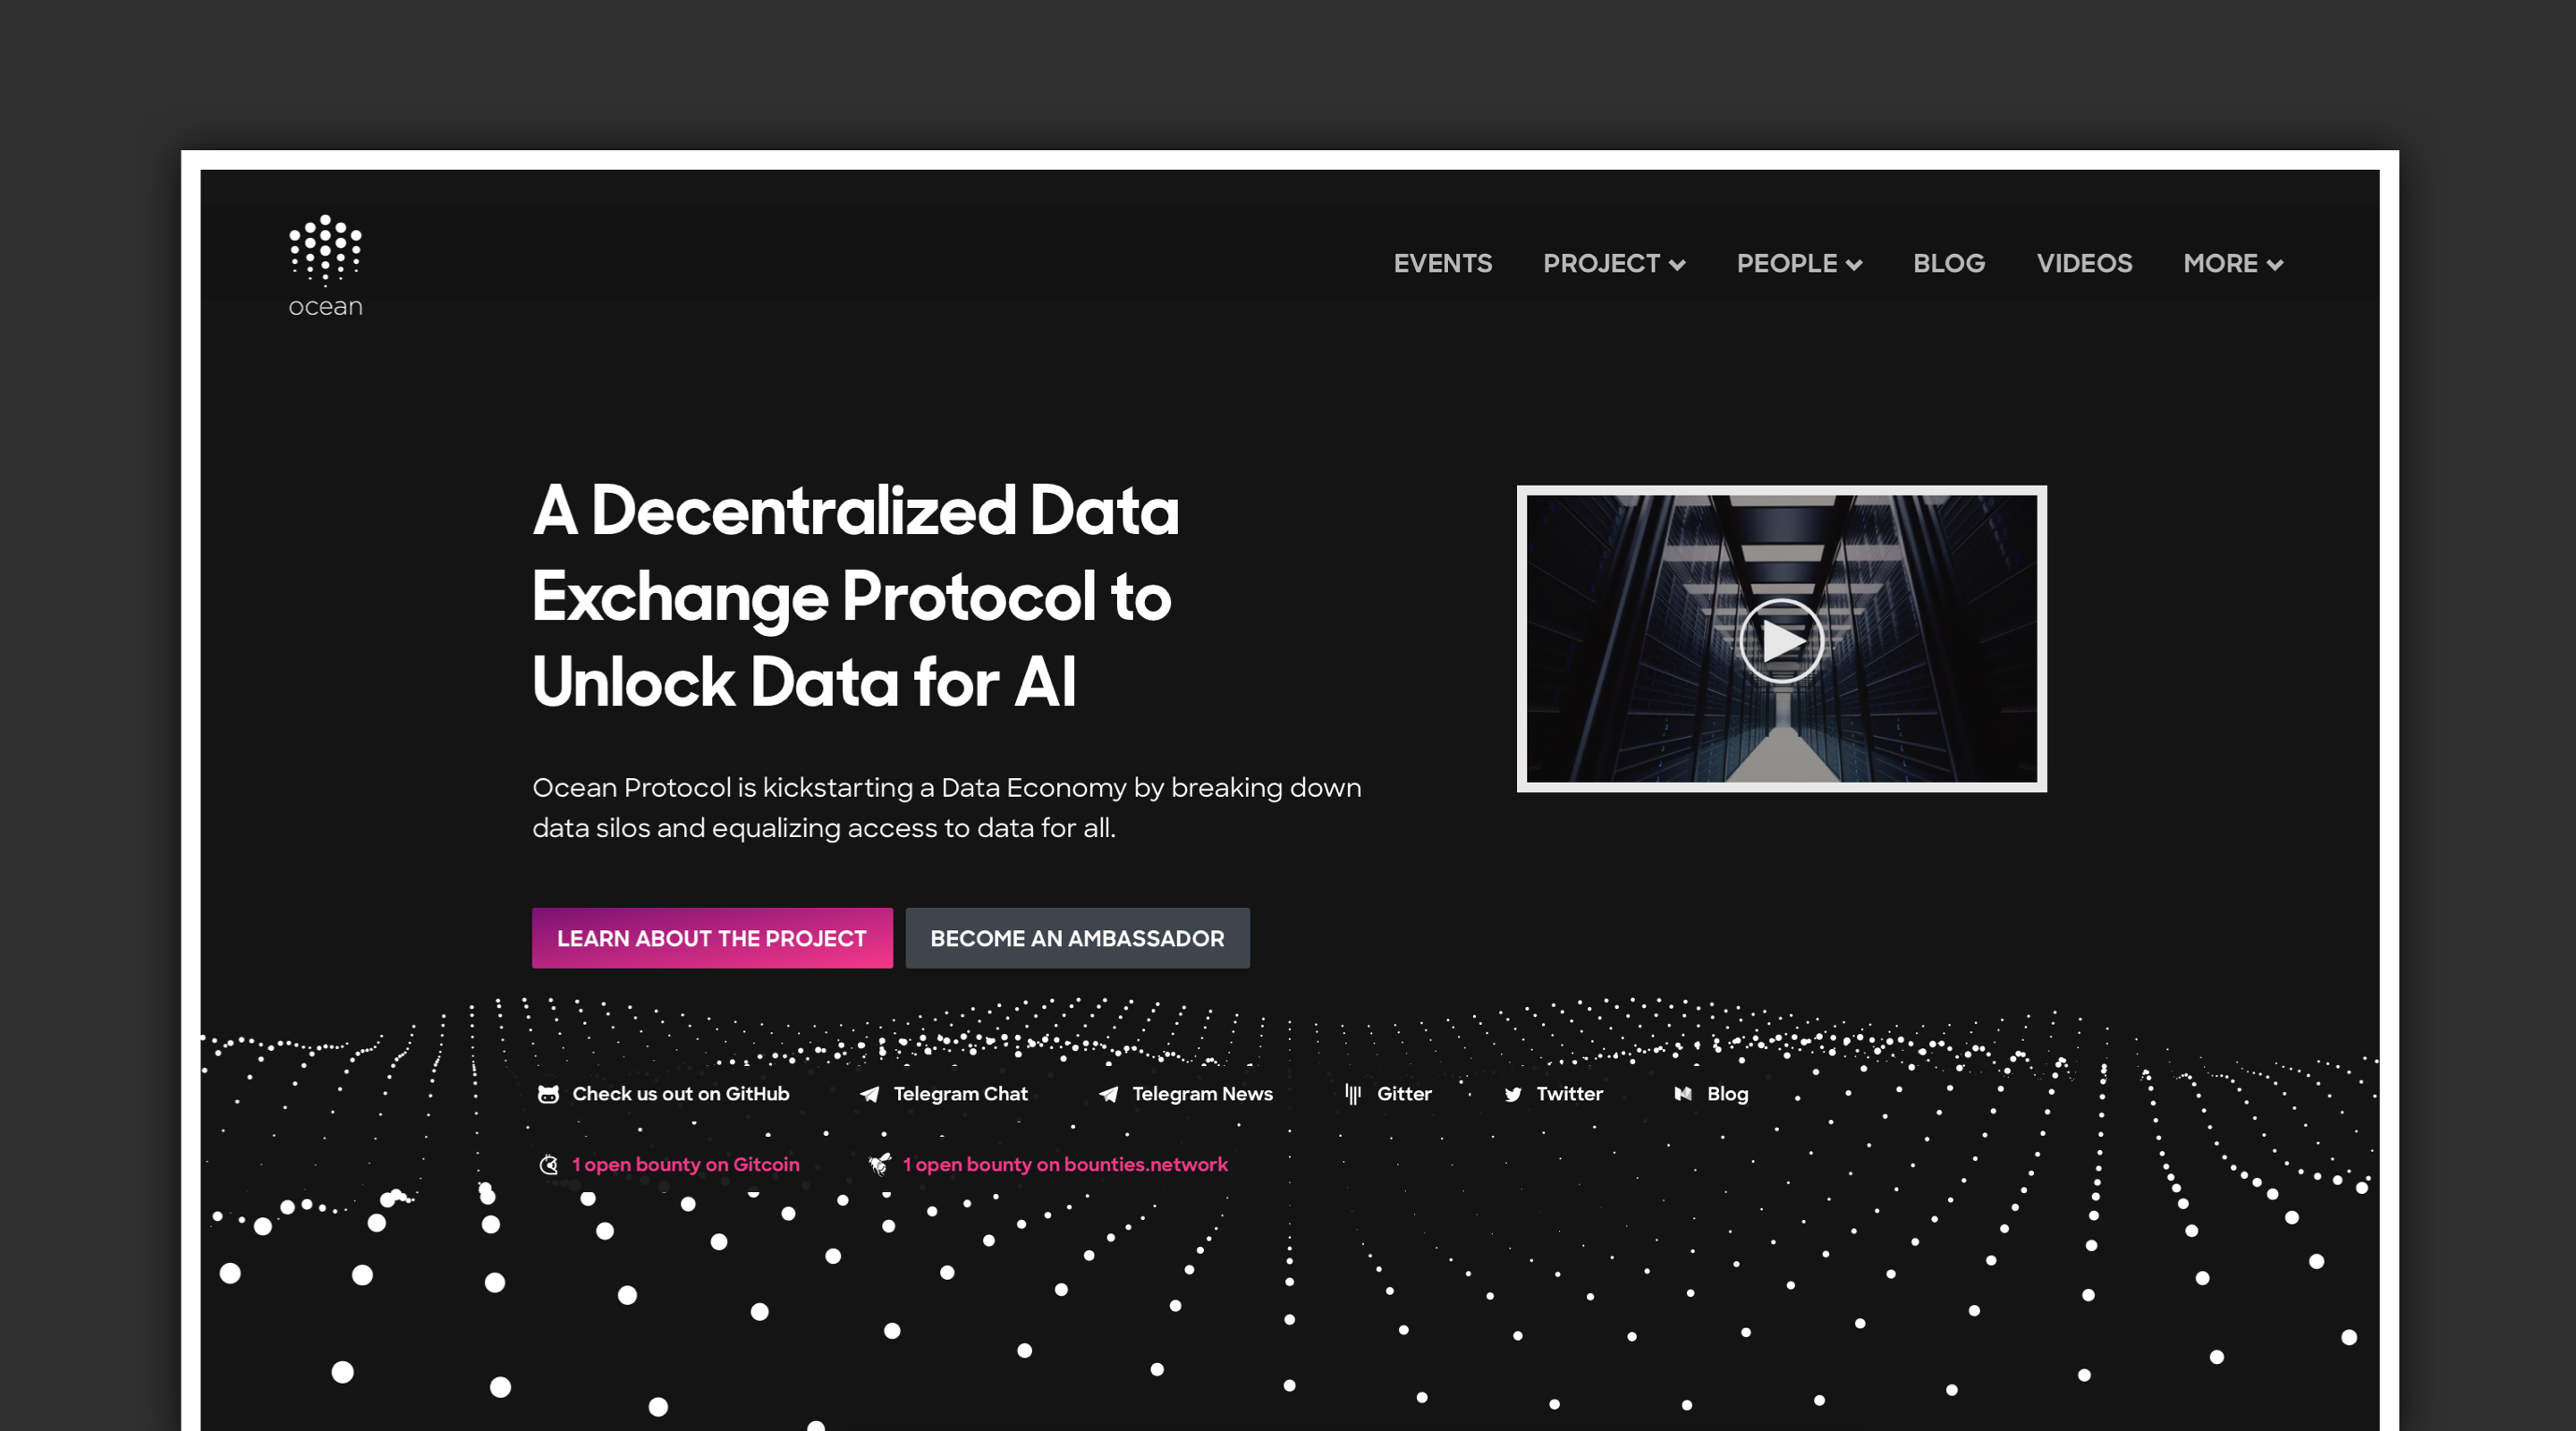 ocean
EVENTS PROJECT PEOPLE BLOG VIDEOS MORE
A Decentralized Data
Exchange Protocol to
Unlock Data for AI
Ocean Protocol is kickstarting a Data Economy by breaking down
data silos and equalizing access to data for all.
LEARN ABOUT THE PROJECT BECOME AN AMBASSADOR
Check us out on GitHub Telegram Chat Telegram News Gitter Twitter Blog
1 open bounty on Gitcoin 1 open bounty on bounties.network